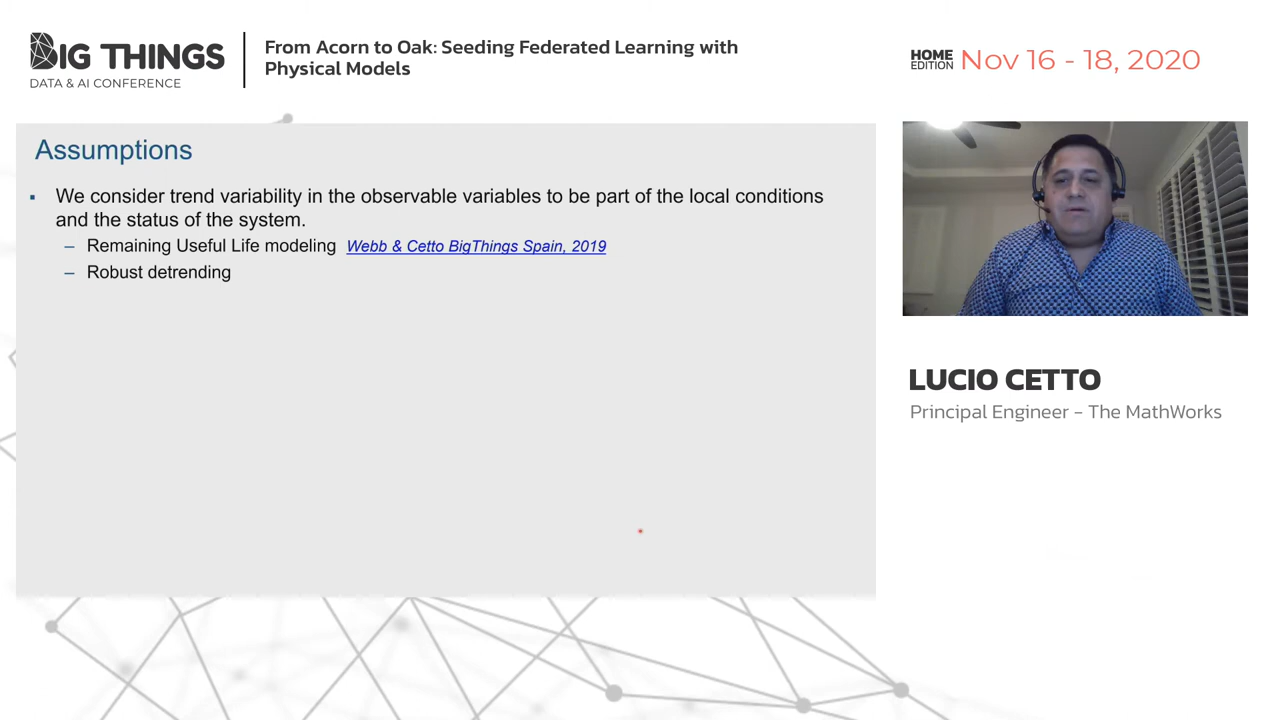 BIG THINGS
DATA & AI CONFERENCE
From Acorn to Oak: Seeding Federated Learning with
Physical Models
HOME
EDITION
Nov 16 - 18, 2020
Assumptions
We consider trend variability in the observable variables to be part of the local conditions
and the status of the system.
– Remaining Useful Life modeling Webb & Cetto BigThings Spain, 2019
– Robust detrending
LUCIO CETTO
Principal Engineer - The MathWorks